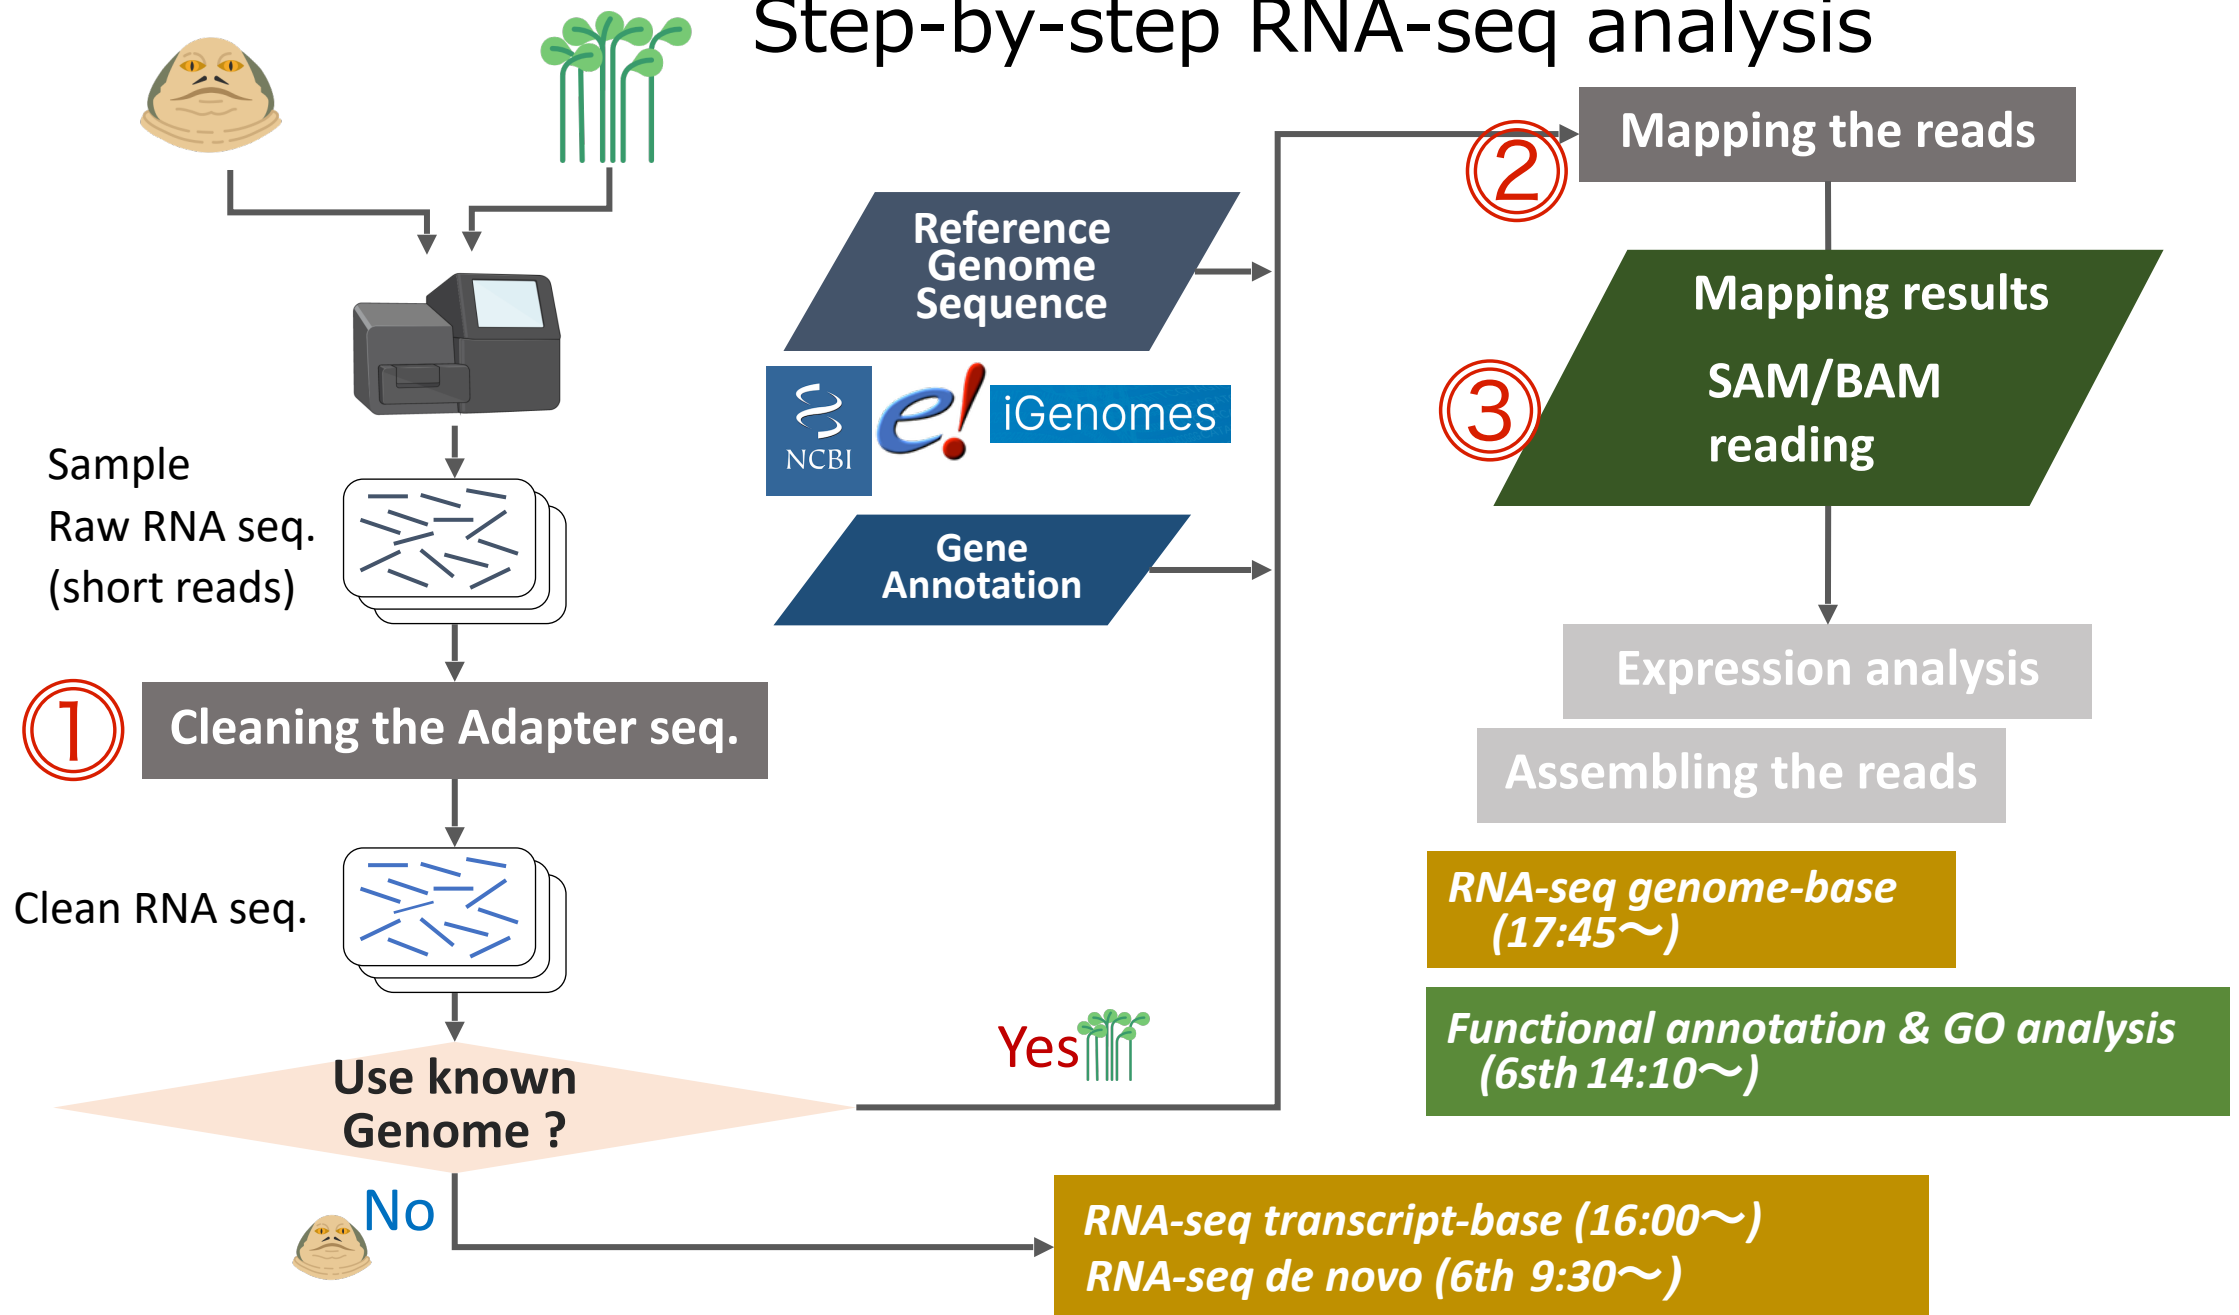 Step-by-step RNA-seq analysis
Sample
Raw RNA seq.
(short reads)
①
Cleaning the Adapter seq.
Clean RNA seq.
Use known
Genome ?
Yes
No
Reference
Genome
Sequence
NCBI
e!
iGenomes
Gene
Annotation
②
Mapping the reads
Mapping results
③
SAM/BAM
reading
Expression analysis
Assembling the reads
RNA-seq genome-base
(17:45～)
Functional annotation & GO analysis
(6sth 14:10～)
RNA-seq transcript-base (16:00～)
RNA-seq de novo (6th 9:30～)